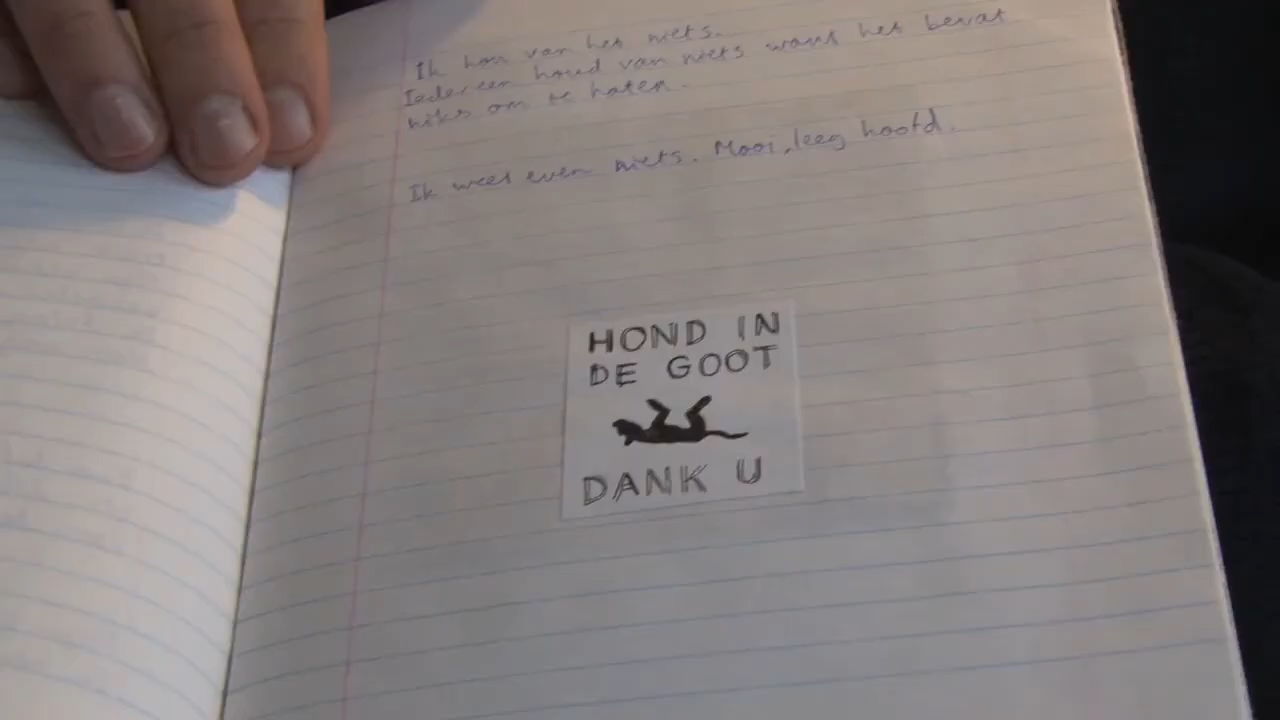 Ik hou van het niets.
Iedereen houd van niets want het bevat
niks om te haten.
Ik weet even niets. Mooi, leeg hoofd.
HOND IN
DE GOOT
DANK U